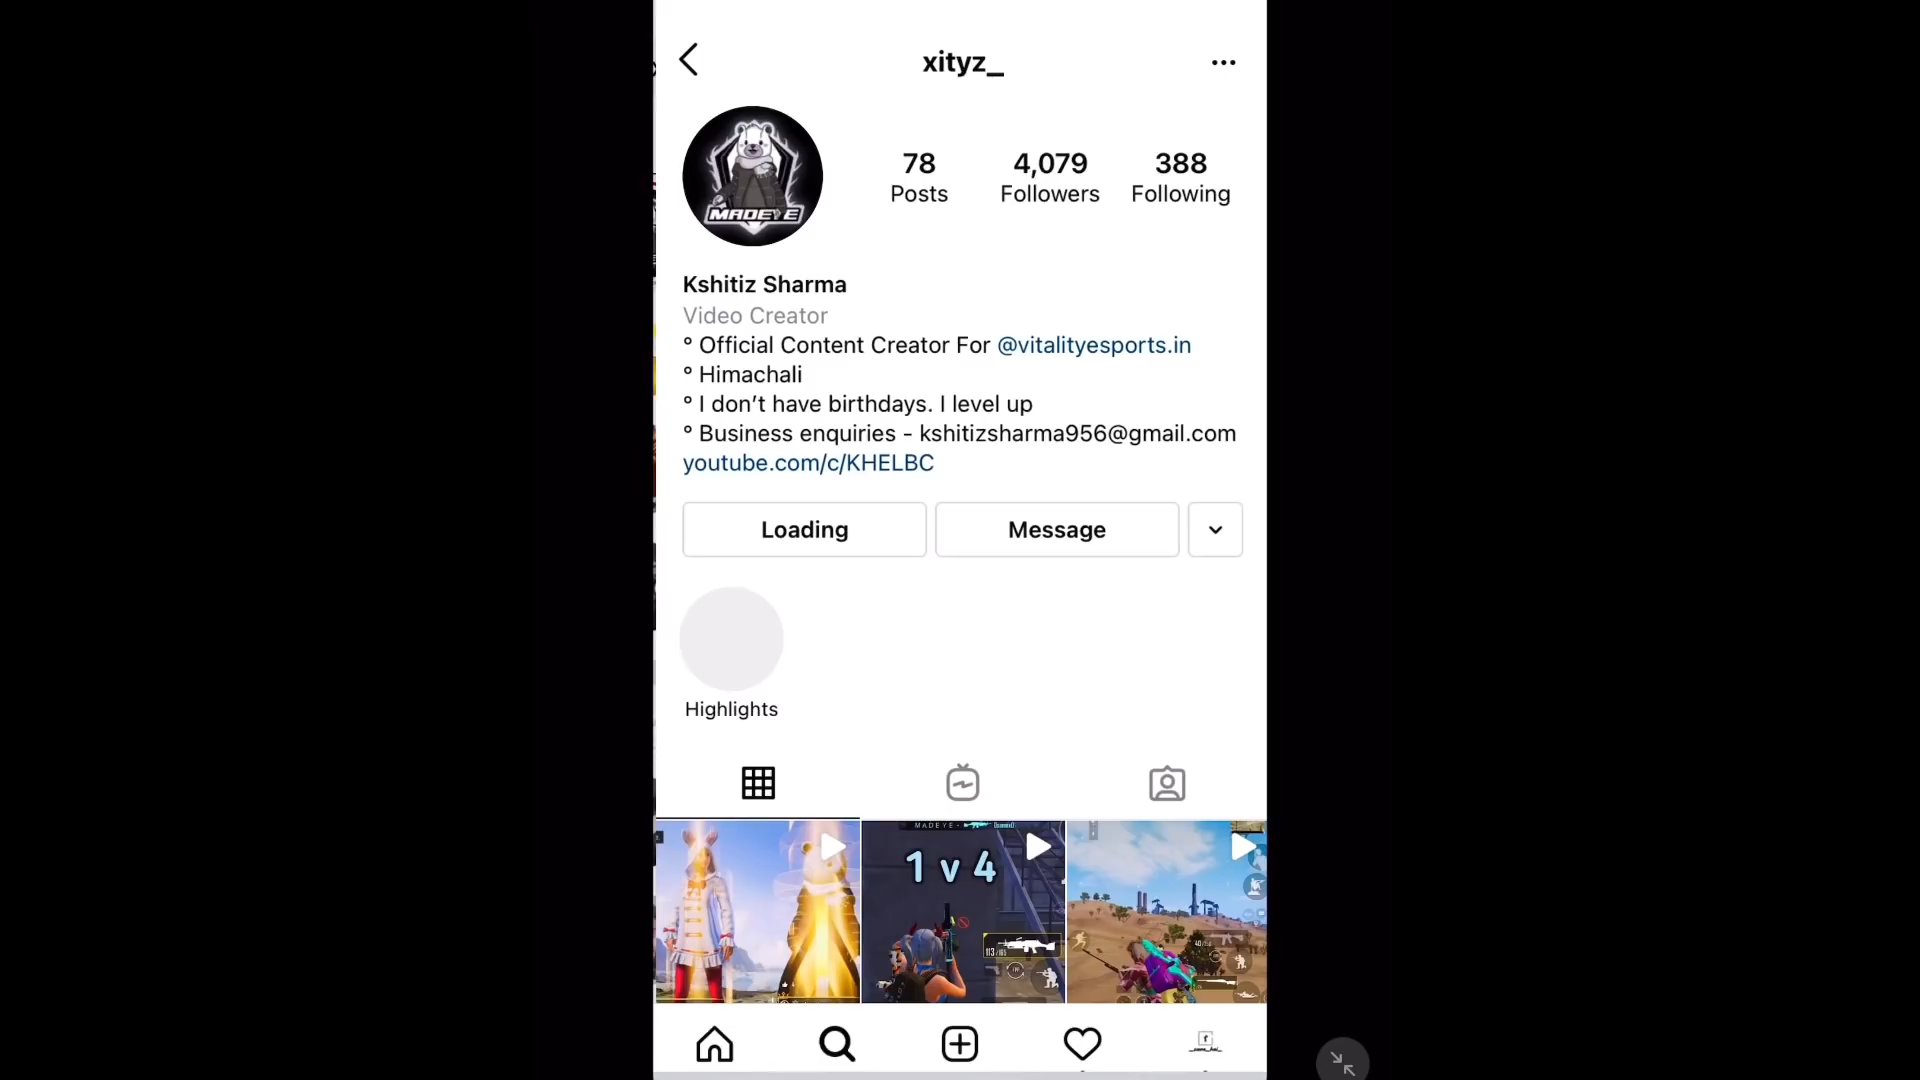 xityz_
78
Posts
4,079
Followers
388
Following
MADEYE
Kshitiz Sharma
Video Creator
° Official Content Creator For @vitalityesports.in
° Himachali
° I don’t have birthdays. I level up
° Business enquiries - kshitizsharma956@gmail.com
youtube.com/c/KHELBC
Loading
Message
Highlights
MADEYE -
1 v 4